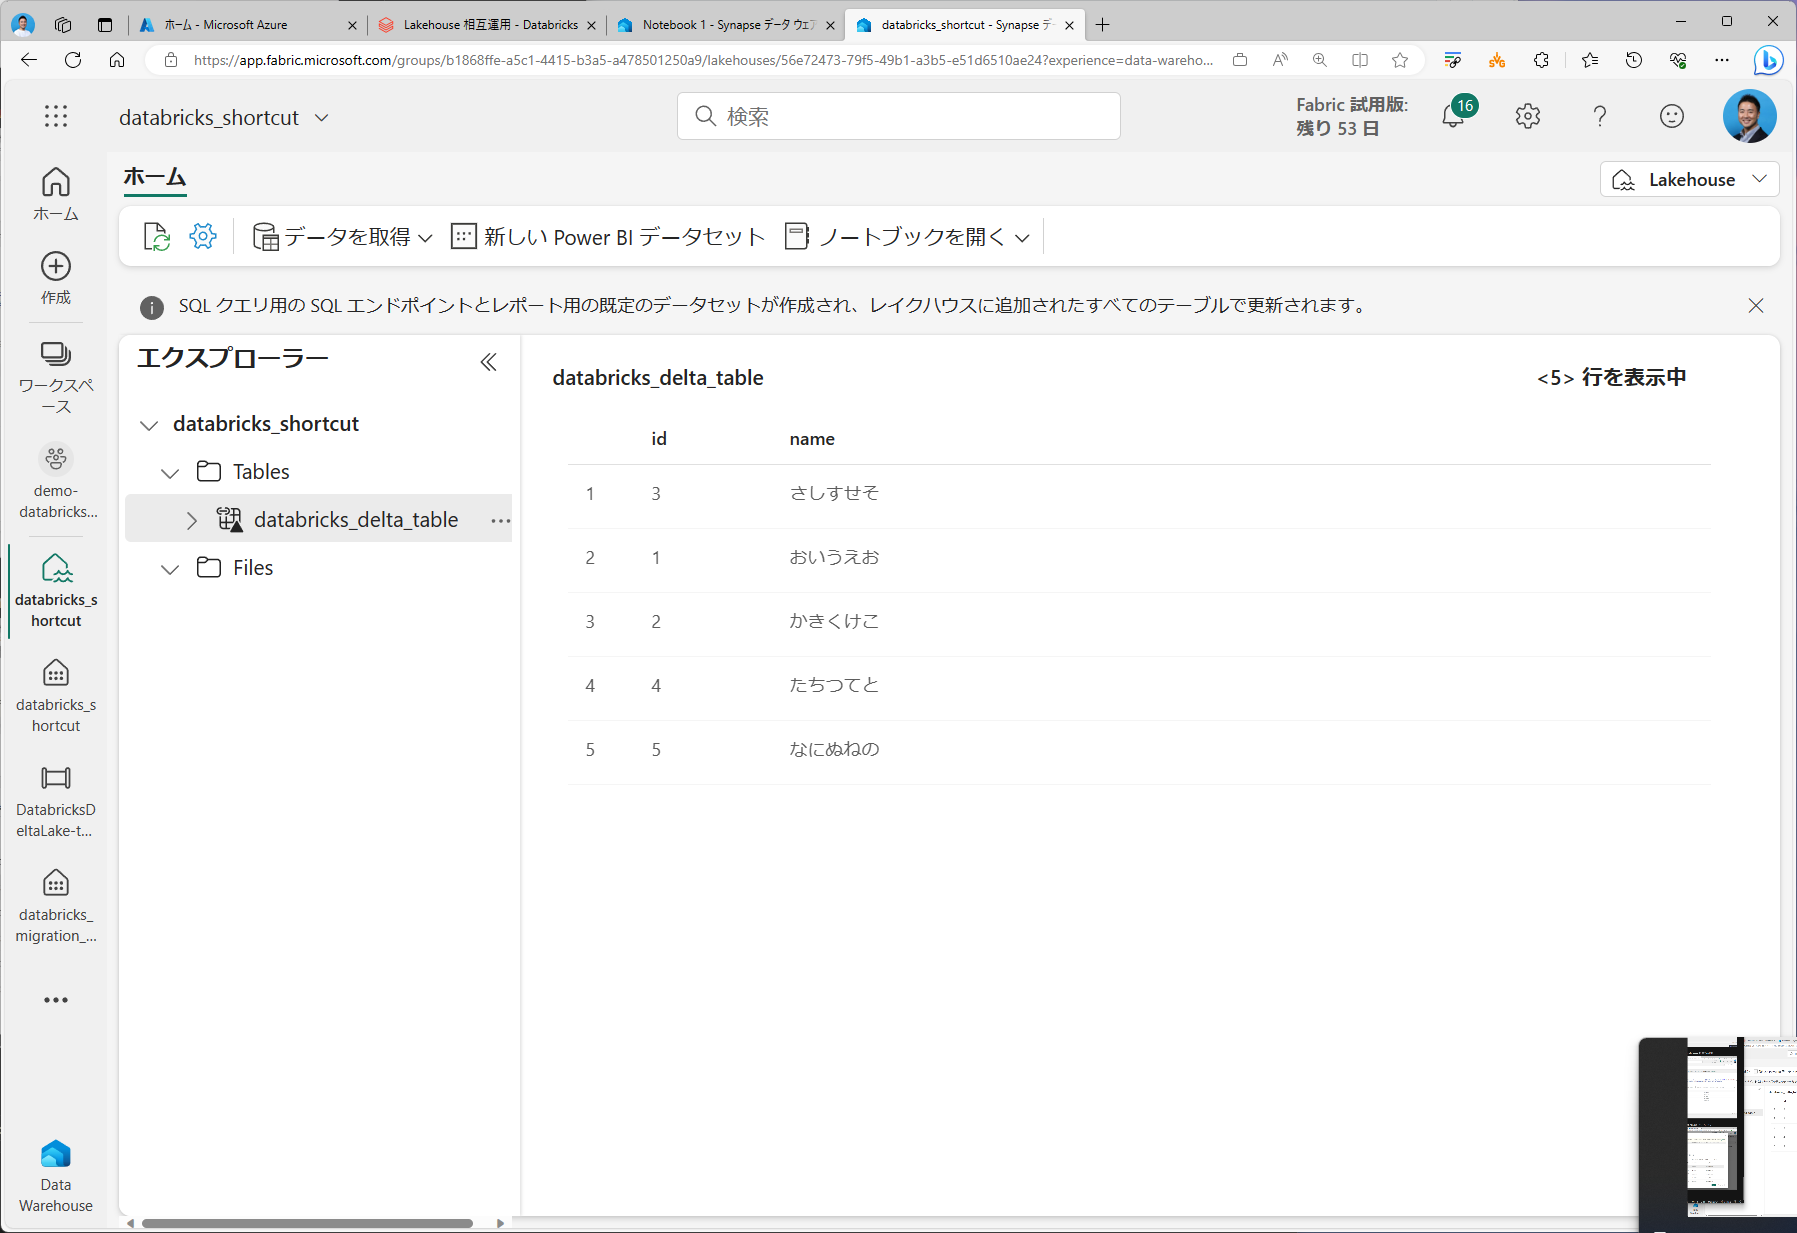 ホーム - Microsoft Azure
Lakehouse 相互運用 - Databricks
Notebook 1 - Synapse データ ウェア
databricks_shortcut - Synapse デ
https://app.fabric.microsoft.com/groups/b1868ffe-a5c1-4415-b3a5-a478501250a9/lakehouses/56e72473-79f5-49b1-a3b5-e51d6510ae24?experience=data-wareho...
databricks_shortcut
検索
Fabric 試用版:
残り 53 日
16
ホーム
Lakehouse
データを取得
新しい Power BI データセット
ノートブックを開く
SQL クエリ用の SQL エンドポイントとレポート用の既定のデータセットが作成され、レイクハウスに追加されたすべてのテーブルで更新されます。
ホーム
作成
ワークスペ
ース
demo-
databricks...
databricks_s
hortcut
databricks_s
hortcut
DatabricksD
eltaLake-t...
databricks_
migration_...
Data
Warehouse
エクスプローラー
databricks_shortcut
Tables
databricks_delta_table
Files
databricks_delta_table
<5> 行を表示中
id name
1 3 さしすせそ
2 1 おいうえお
3 2 かきくけこ
4 4 たちつてと
5 5 なにぬねの